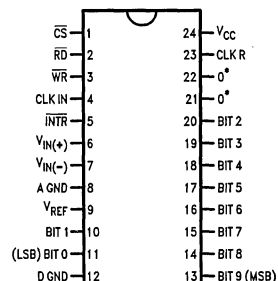 CS 1 24 VCC
RD 2 23 CLK R
WR 3 22 0*
CLK IN 4 21 0*
INTR 5 20 BIT 2
VIN(+) 6 19 BIT 3
VIN(-) 7 18 BIT 4
A GND 8 17 BIT 5
VREF 9 16 BIT 6
BIT 1 10 15 BIT 7
(LSB) BIT 0 11 14 BIT 8
D GND 12 13 BIT 9 (MSB)